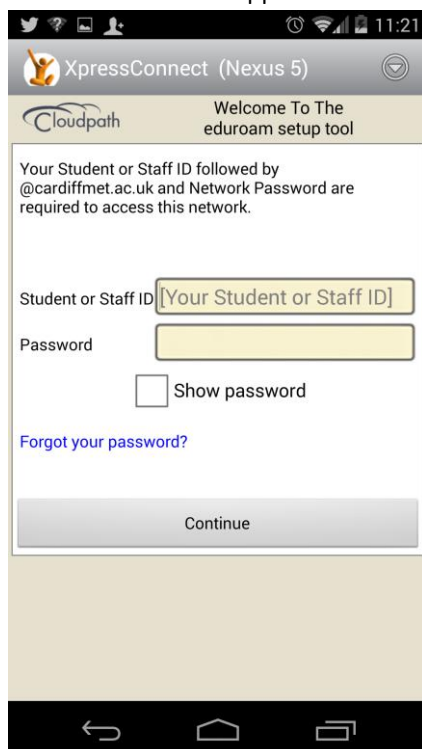 11:21
XpressConnect (Nexus 5)
Cloudpath
Welcome To The
eduroam setup tool
Your Student or Staff ID followed by
@cardiffmet.ac.uk and Network Password are
required to access this network.
Student or Staff ID [Your Student or Staff ID]
Password
Show password
Forgot your password?
Continue